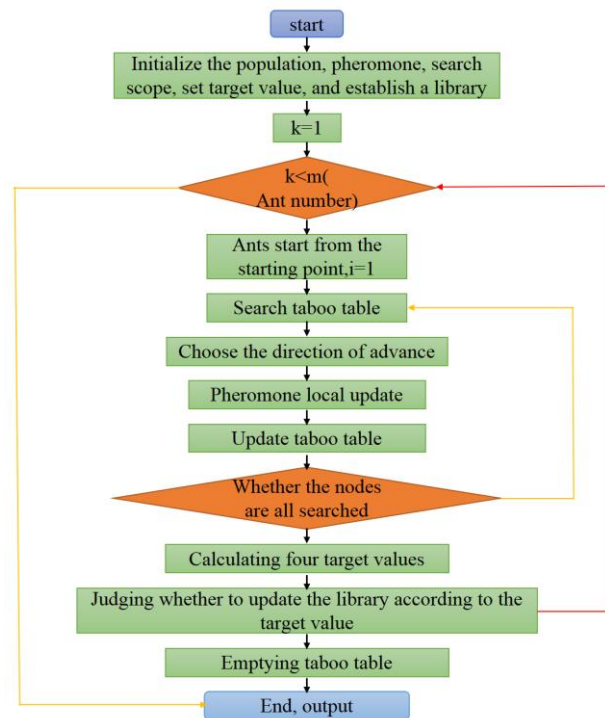 start
Initialize the population, pheromone, search
scope, set target value, and establish a library
k=1
k<m(
Ant number)
Ants start from the
starting point,i=1
Search taboo table
Choose the direction of advance
Pheromone local update
Update taboo table
Whether the nodes
are all searched
Calculating four target values
Judging whether to update the library according to the
target value
Emptying taboo table
End, output